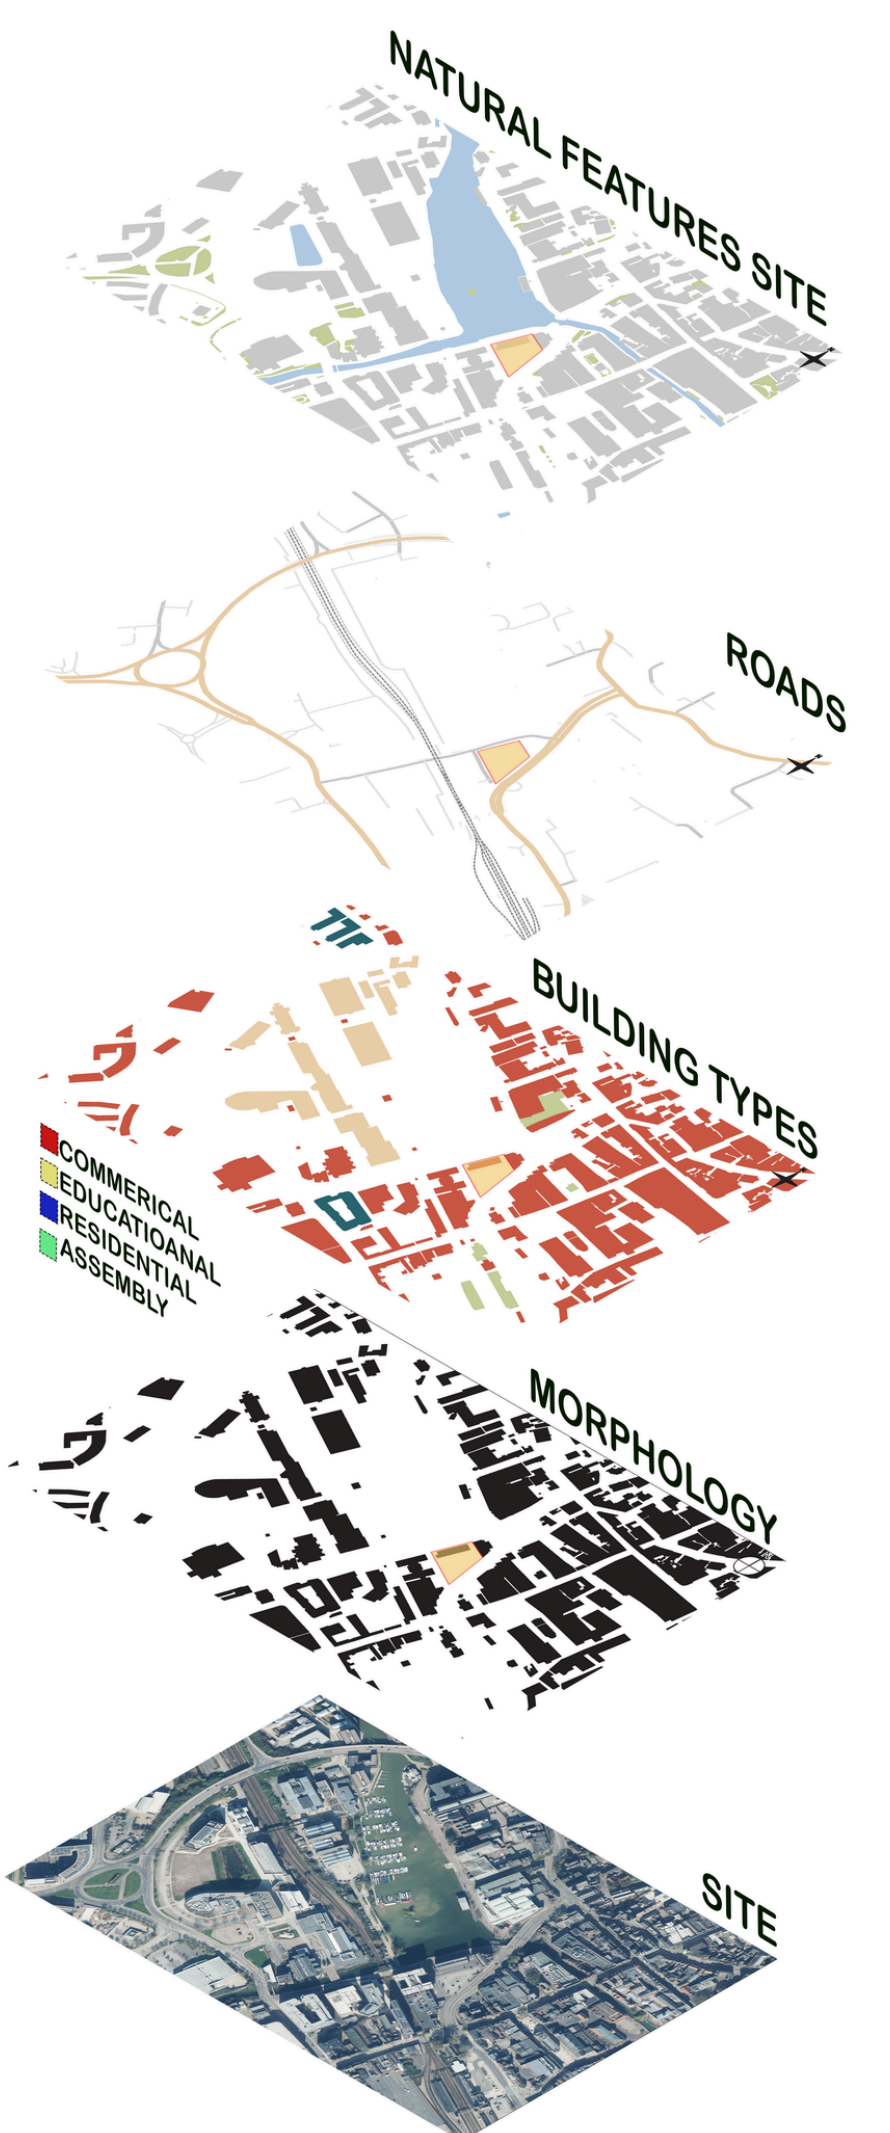 NATURAL FEATURES SITE
ROADS
BUILDING TYPES
COMMERICAL
EDUCATIOANAL
RESIDENTIAL
ASSEMBLY
MORPHOLOGY
SITE